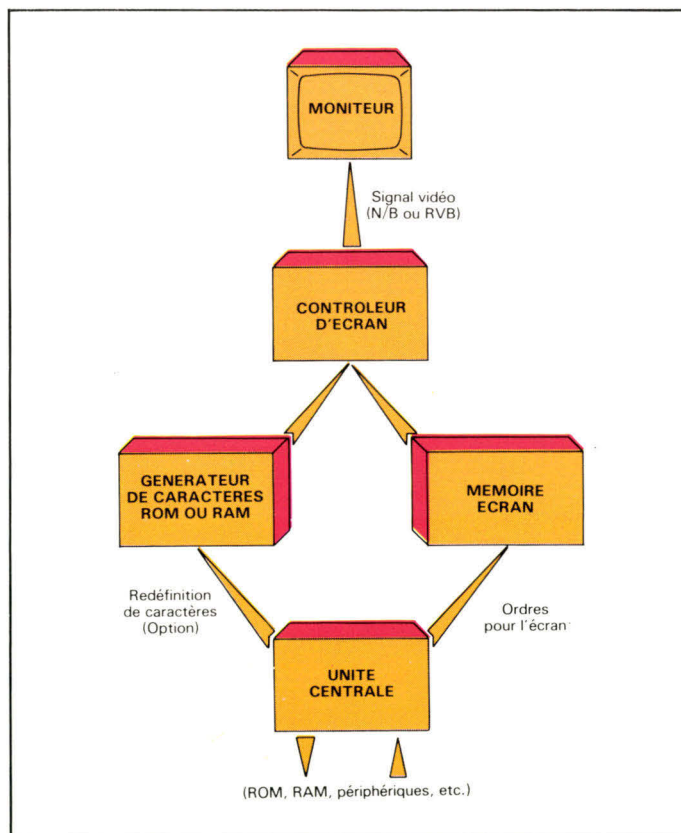 MONITEUR
Signal vidéo
(N/B ou RVB)
CONTROLEUR
D'ECRAN
GENERATEUR
DE CARACTERES
ROM OU RAM
MEMOIRE
ECRAN
Redéfinition
de caractères
(Option)
Ordres
pour l'écran
UNITE
CENTRALE
(ROM, RAM, périphériques, etc.)